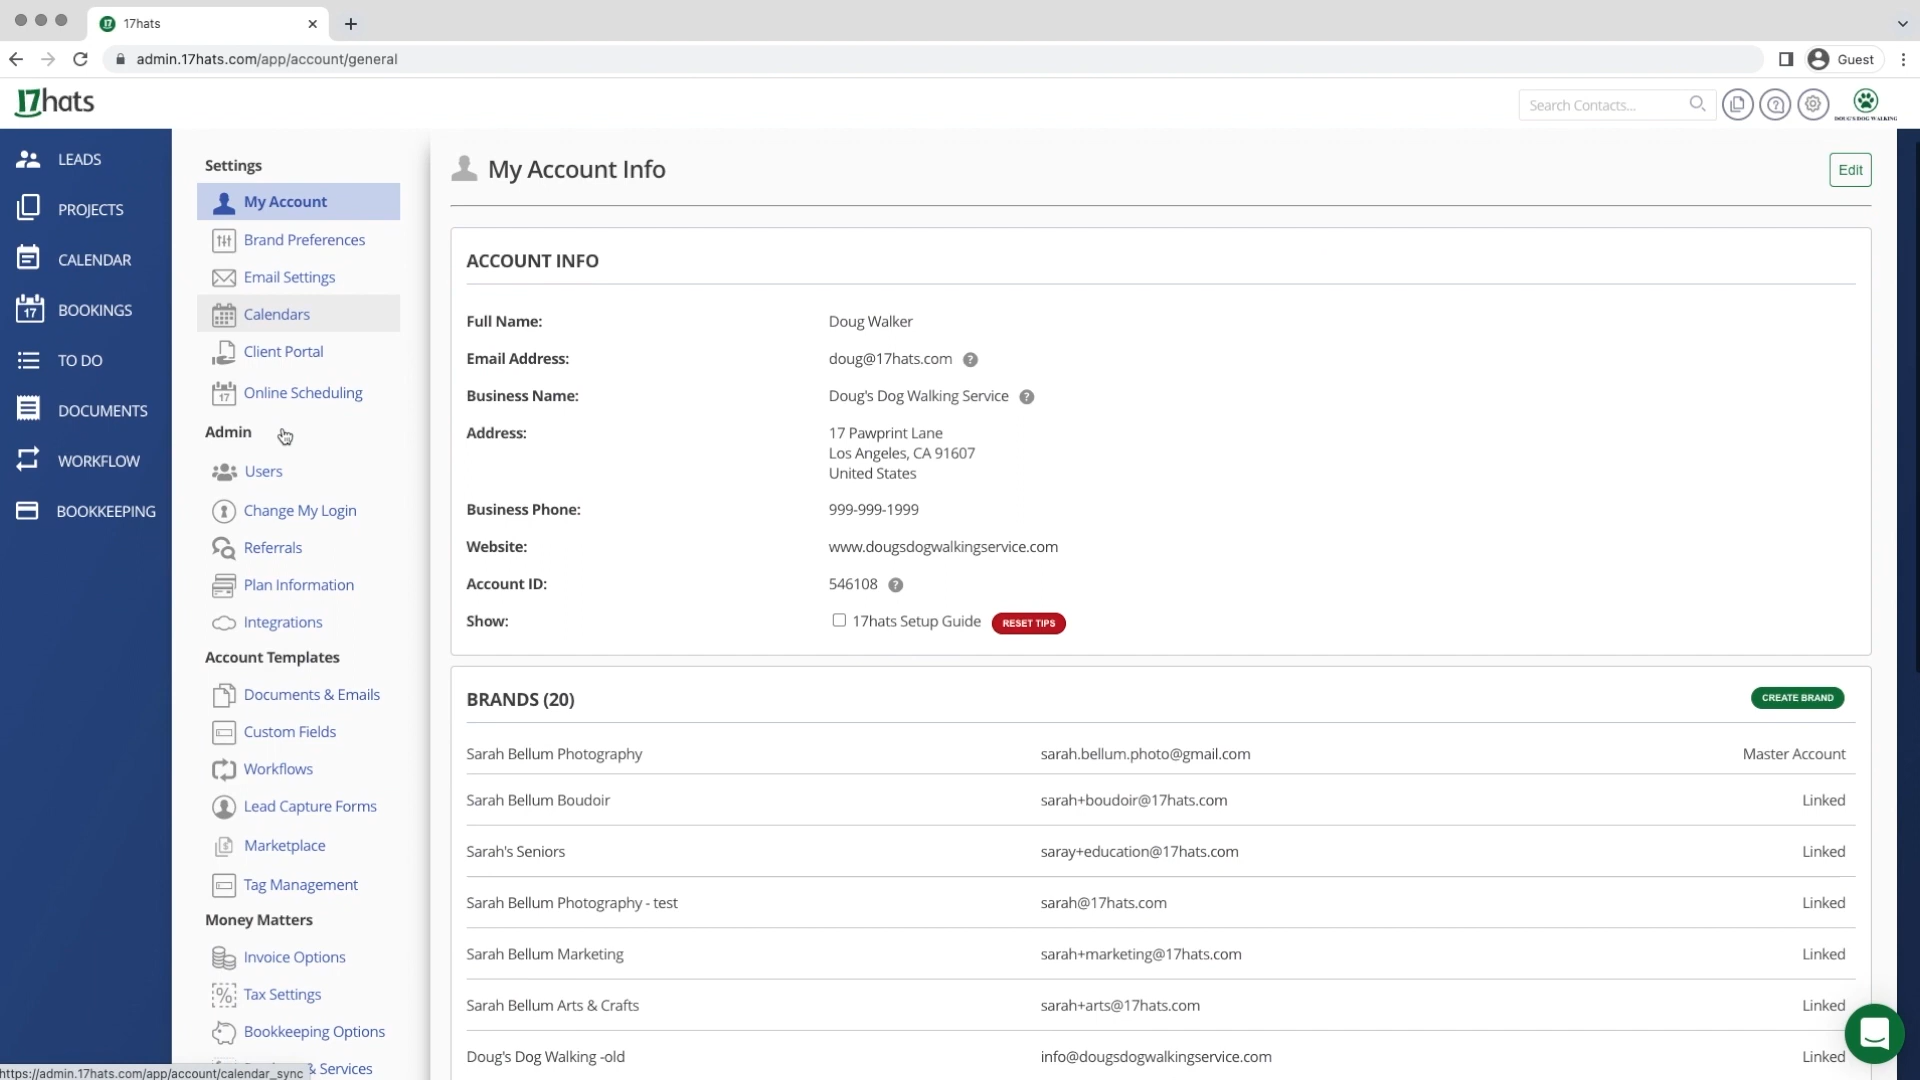 17hats
admin.17hats.com/app/account/general
Guest
17hats
Search Contacts...
DOUG'S DOG WALKING
LEADS
PROJECTS
CALENDAR
17
BOOKINGS
TO DO
DOCUMENTS
WORKFLOW
BOOKKEEPING
Settings
My Account
Brand Preferences
Email Settings
Calendars
Client Portal
17
Online Scheduling
Admin
Users
Change My Login
Referrals
Plan Information
Integrations
Account Templates
Documents & Emails
Custom Fields
Workflows
Lead Capture Forms
Marketplace
Tag Management
Money Matters
Invoice Options
Tax Settings
Bookkeeping Options
& Services
https://admin.17hats.com/app/account/calendar_sync
My Account Info
Edit
ACCOUNT INFO
Full Name: Doug Walker
Email Address: doug@17hats.com ?
Business Name: Doug's Dog Walking Service ?
Address: 17 Pawprint Lane
Los Angeles, CA 91607
United States
Business Phone: 999-999-1999
Website: www.dougsdogwalkingservice.com
Account ID: 546108 ?
Show: 17hats Setup Guide RESET TIPS
BRANDS (20) CREATE BRAND
Sarah Bellum Photography sarah.bellum.photo@gmail.com Master Account
Sarah Bellum Boudoir sarah+boudoir@17hats.com Linked
Sarah's Seniors saray+education@17hats.com Linked
Sarah Bellum Photography - test sarah@17hats.com Linked
Sarah Bellum Marketing sarah+marketing@17hats.com Linked
Sarah Bellum Arts & Crafts sarah+arts@17hats.com Linked
Doug's Dog Walking -old info@dougsdogwalkingservice.com Linked